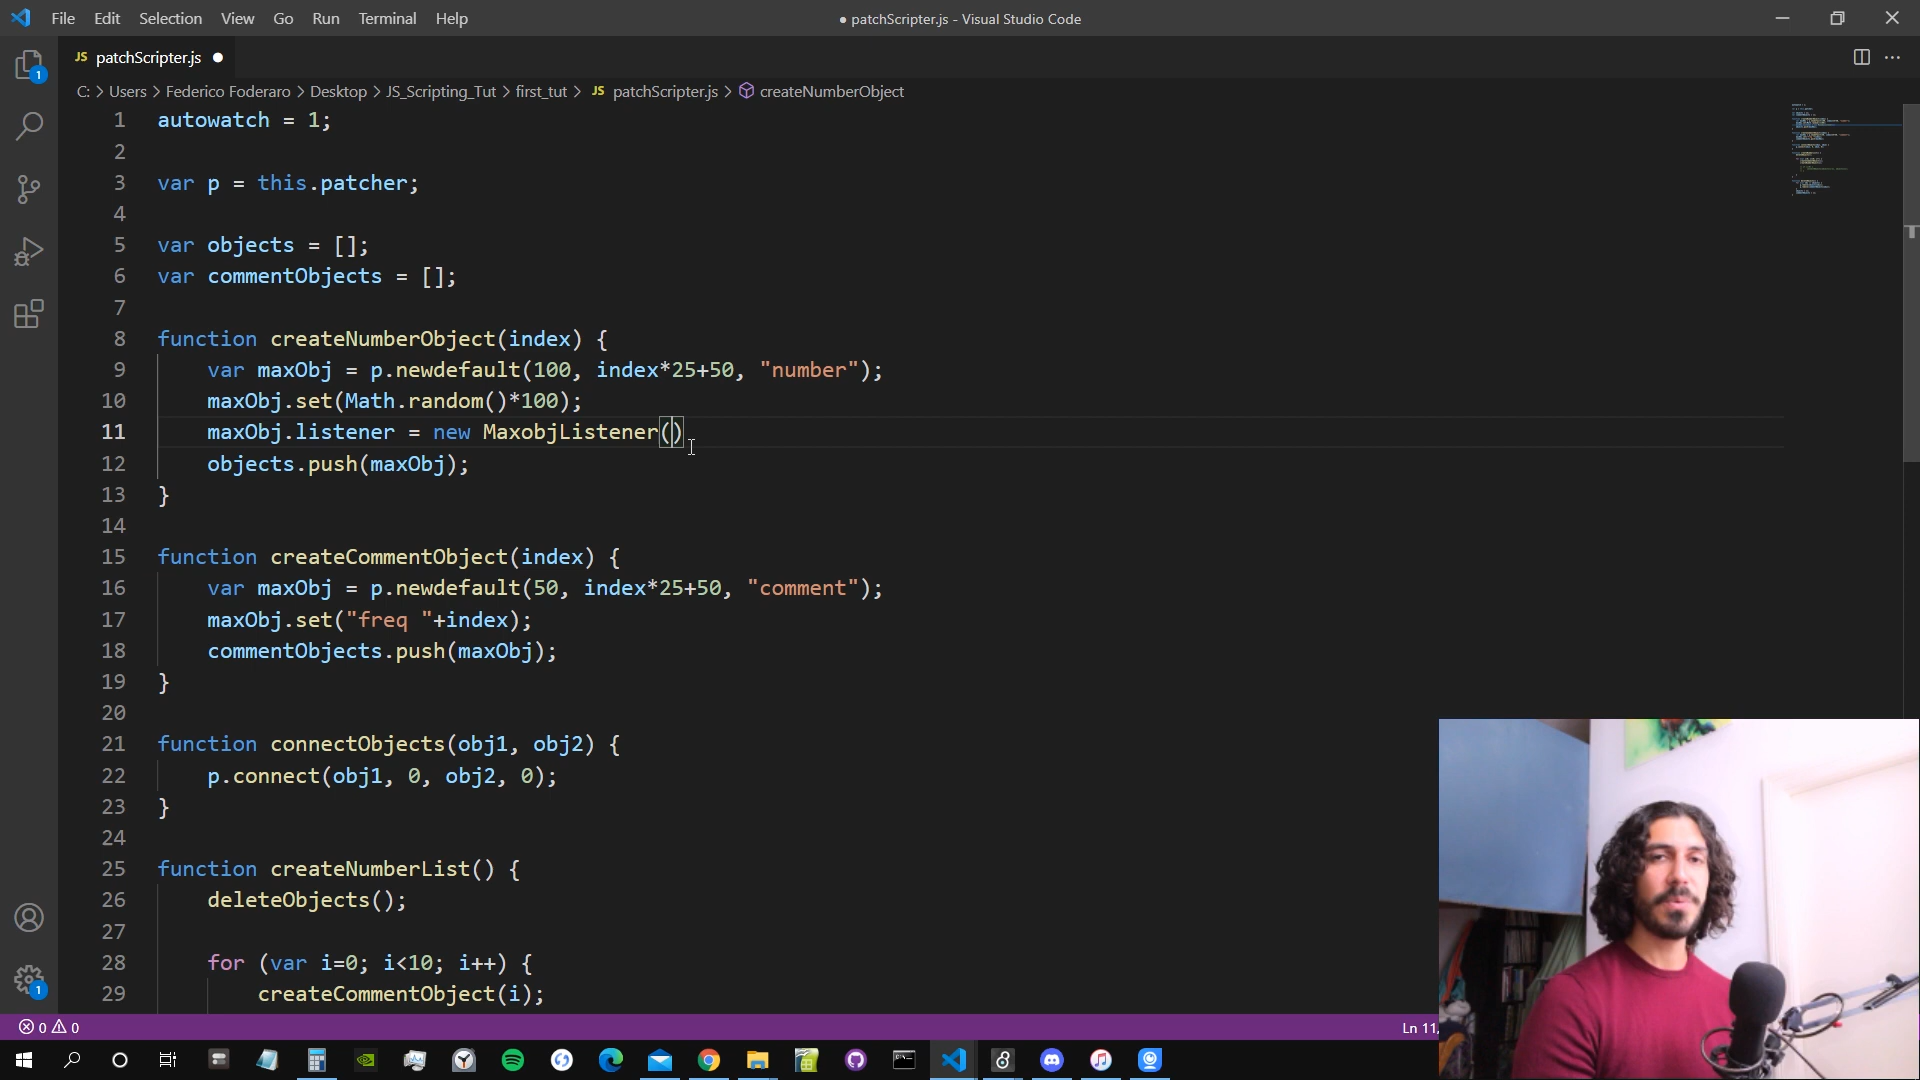 File Edit Selection View Go Run Terminal Help
● patchScripter.js - Visual Studio Code
JS patchScripter.js ●
C: > Users > Federico Foderaro > Desktop > JS_Scripting_Tut > first_tut > JS patchScripter.js > createNumberObject
1 autowatch = 1;
2
3 var p = this.patcher;
4
5 var objects = [];
6 var commentObjects = [];
7
8 function createNumberObject(index) {
9 var maxObj = p.newdefault(100, index*25+50, "number");
10 maxObj.set(Math.random()*100);
11 maxObj.listener = new MaxobjListener()
12 objects.push(maxObj);
13 }
14
15 function createCommentObject(index) {
16 var maxObj = p.newdefault(50, index*25+50, "comment");
17 maxObj.set("freq "+index);
18 commentObjects.push(maxObj);
19 }
20
21 function connectObjects(obj1, obj2) {
22 p.connect(obj1, 0, obj2, 0);
23 }
24
25 function createNumberList() {
26 deleteObjects();
27
28 for (var i=0; i<10; i++) {
29 createCommentObject(i);
1
1
0 0
Ln 11,